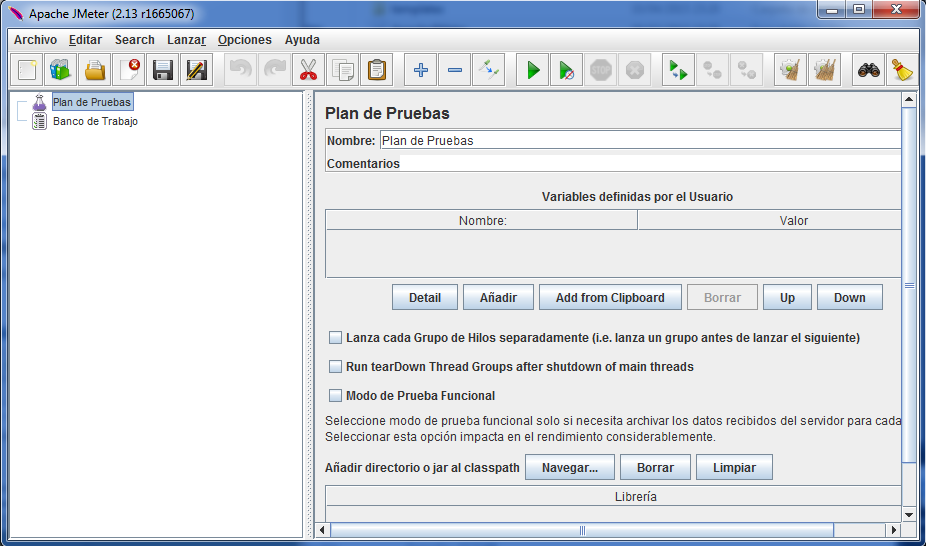 Apache JMeter (2.13 r1665067)
Archivo Editar Search Lanzar Opciones Ayuda
Plan de Pruebas
Banco de Trabajo
Plan de Pruebas
Nombre: Plan de Pruebas
Comentarios
Variables definidas por el Usuario
Nombre: Valor
Detail Añadir Add from Clipboard Borrar Up Down
Lanza cada Grupo de Hilos separadamente (i.e. lanza un grupo antes de lanzar el siguiente)
Run tearDown Thread Groups after shutdown of main threads
Modo de Prueba Funcional
Seleccione modo de prueba funcional solo si necesita archivar los datos recibidos del servidor para cada
Seleccionar esta opción impacta en el rendimiento considerablemente.
Añadir directorio o jar al classpath Navegar... Borrar Limpiar
Librería